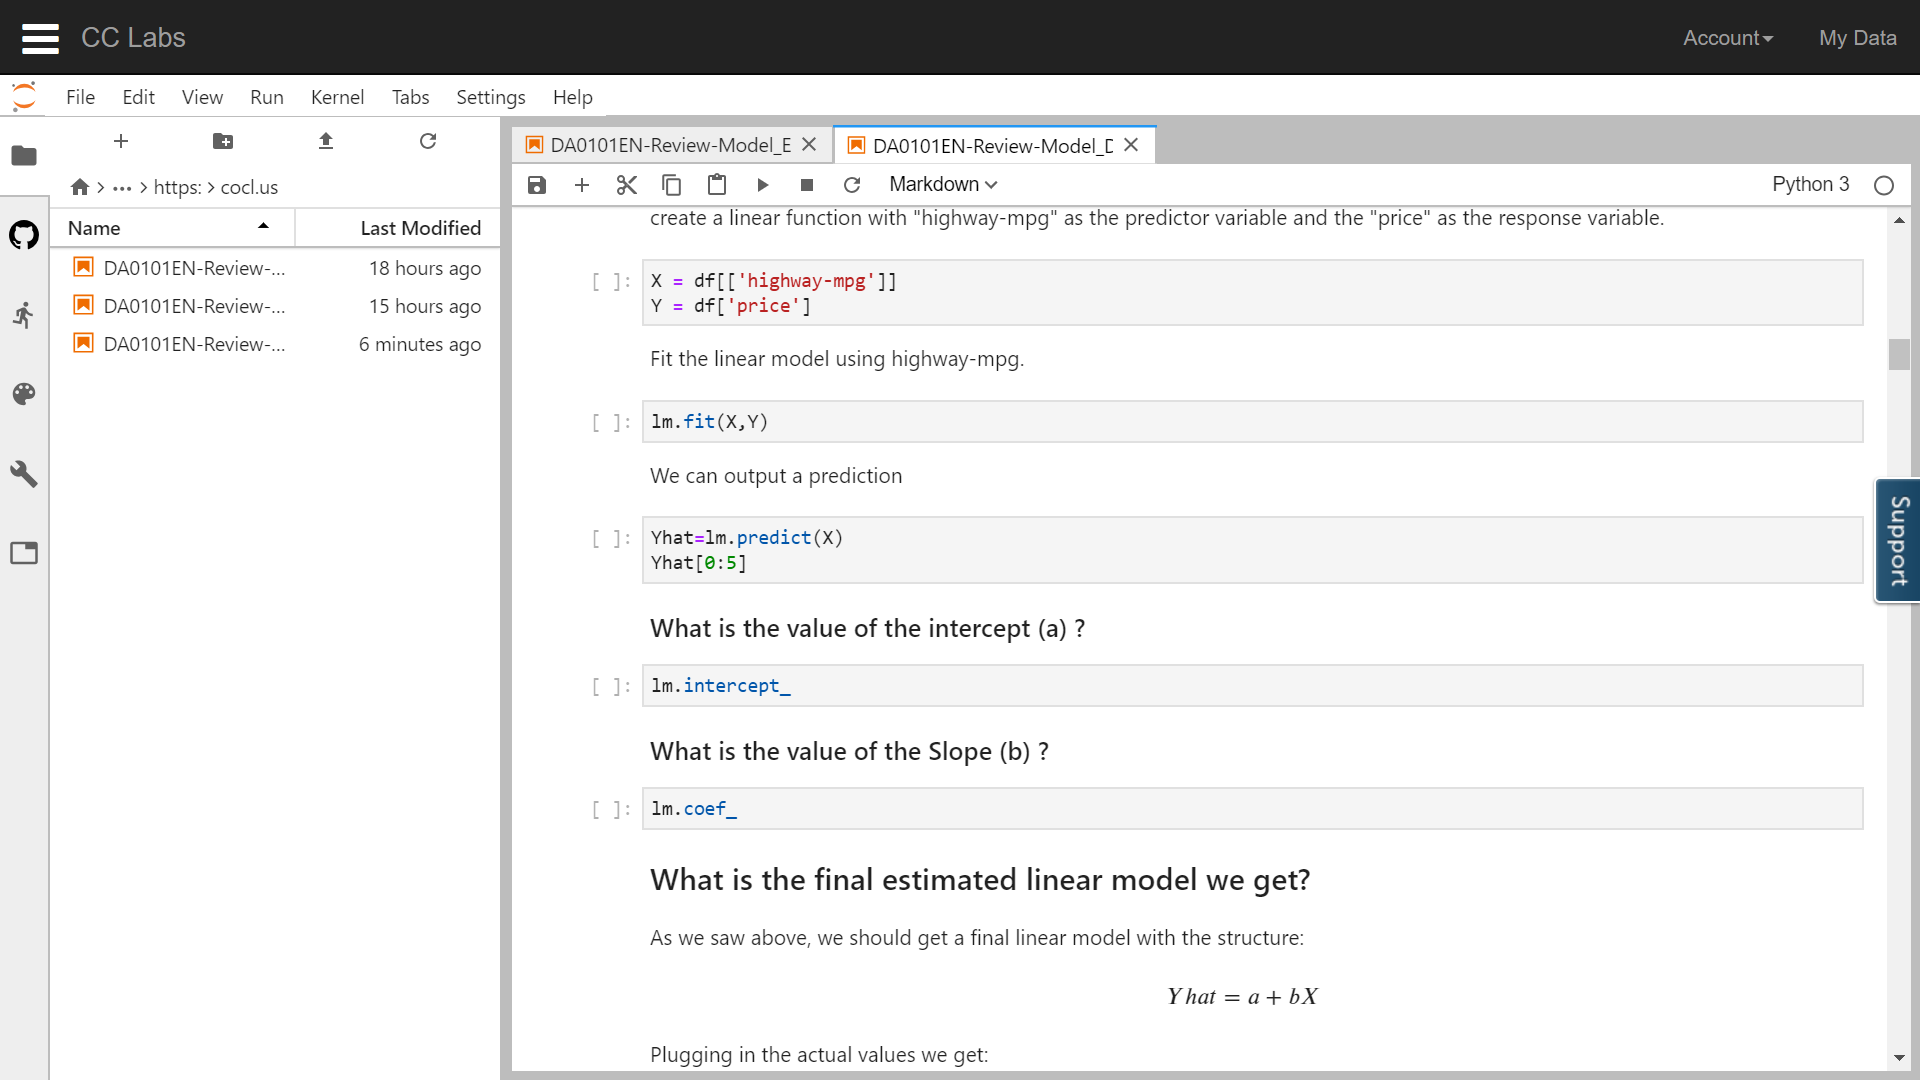 CC Labs
Account
My Data
File Edit View Run Kernel Tabs Settings Help
https: > cocl.us
Name
Last Modified
DA0101EN-Review-... 18 hours ago
DA0101EN-Review-... 15 hours ago
DA0101EN-Review-... 6 minutes ago
DA0101EN-Review-Model_E
DA0101EN-Review-Model_D
Markdown
Python 3
create a linear function with "highway-mpg" as the predictor variable and the "price" as the response variable.
[ ]: X = df[['highway-mpg']]
Y = df['price']
Fit the linear model using highway-mpg.
[ ]: lm.fit(X,Y)
We can output a prediction
[ ]: Yhat=lm.predict(X)
Yhat[0:5]
What is the value of the intercept (a) ?
[ ]: lm.intercept_
What is the value of the Slope (b) ?
[ ]: lm.coef_
What is the final estimated linear model we get?
As we saw above, we should get a final linear model with the structure:
Yhat = a + bX
Plugging in the actual values we get:
Support